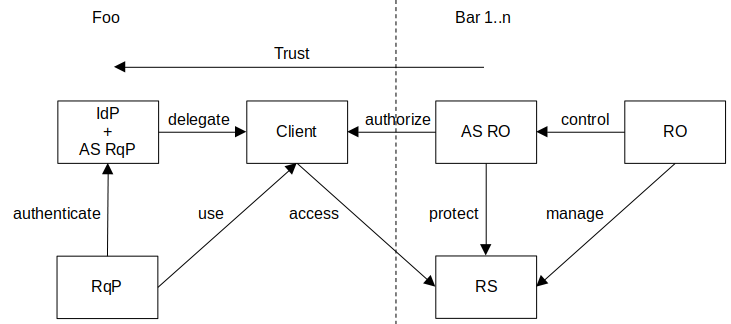 Foo
Bar 1..n
Trust
IdP
+
AS RqP
delegate
Client
authorize
AS RO
control
RO
authenticate
use
access
protect
manage
RqP
RS